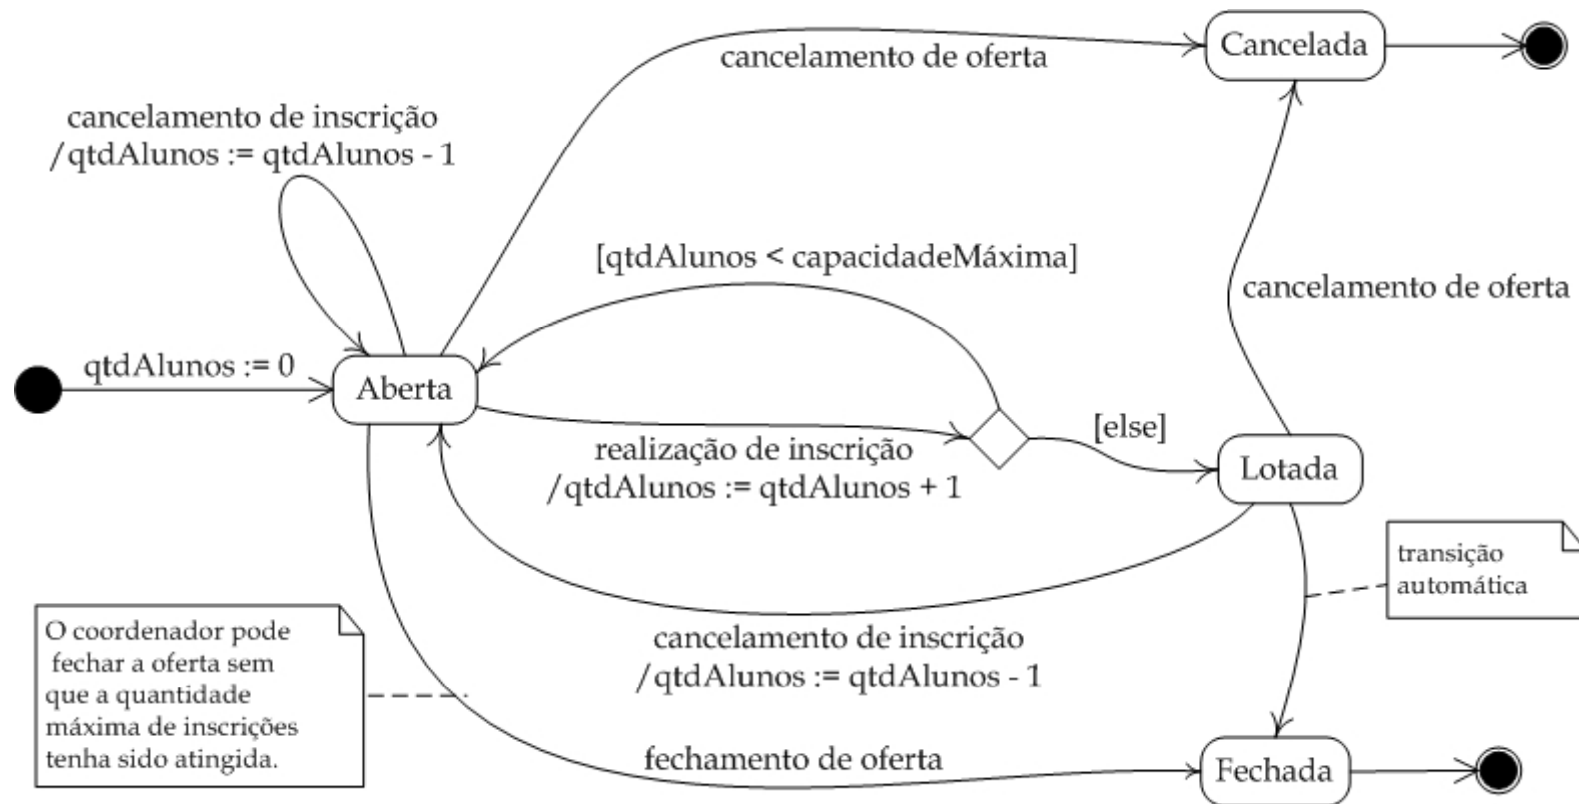 cancelamento de oferta
Cancelada
cancelamento de inscrição
/qtdAlunos := qtdAlunos - 1
[qtdAlunos < capacidadeMáxima]
cancelamento de oferta
qtdAlunos := 0
Aberta
realização de inscrição
/qtdAlunos := qtdAlunos + 1
[else]
Lotada
transição
automática
O coordenador pode
fechar a oferta sem
que a quantidade
máxima de inscrições
tenha sido atingida.
cancelamento de inscrição
/qtdAlunos := qtdAlunos - 1
fechamento de oferta
Fechada